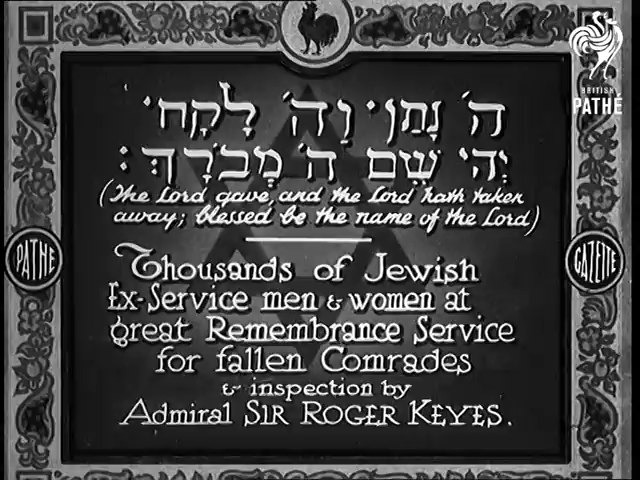 BRITISH
PATHÉ
ה׳ נָתַן׳ וַה׳ לָקָח׳
יְהִי שֵׁם ה׳ מְבֹרָךְ :
(The Lord gave, and the Lord hath taken
away; blessed be the name of the Lord)
PATHE
GAZETTE
Thousands of Jewish
Ex-Service men & women at
great Remembrance Service
for fallen Comrades
& inspection by
Admiral SIR ROGER KEYES.